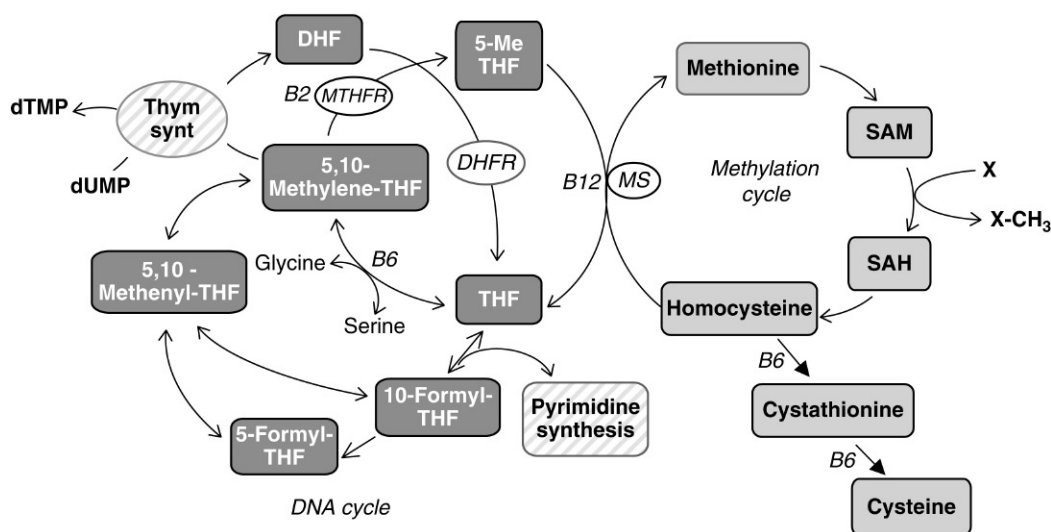 DHF
5-Me
THF
Methionine
B2
MTHFR
dTMP
Thym
synt
SAM
5,10-
Methylene-THF
DHFR
B12
MS
Methylation
cycle
X
dUMP
X-CH₃
5,10 -
Methenyl-THF
Glycine
B6
SAH
THF
Homocysteine
Serine
B6
10-Formyl-
THF
Pyrimidine
synthesis
Cystathionine
5-Formyl-
THF
B6
DNA cycle
Cysteine